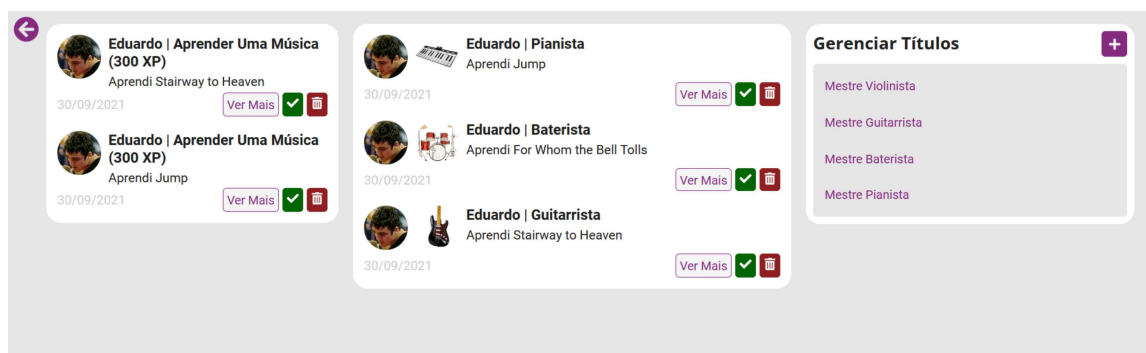 Eduardo | Aprender Uma Música
(300 XP)
Aprendi Stairway to Heaven
30/09/2021
Ver Mais
Eduardo | Aprender Uma Música
(300 XP)
Aprendi Jump
30/09/2021
Ver Mais
Eduardo | Pianista
Aprendi Jump
30/09/2021
Ver Mais
Eduardo | Baterista
Aprendi For Whom the Bell Tolls
30/09/2021
Ver Mais
Eduardo | Guitarrista
Aprendi Stairway to Heaven
30/09/2021
Ver Mais
Gerenciar Títulos
Mestre Violinista
Mestre Guitarrista
Mestre Baterista
Mestre Pianista